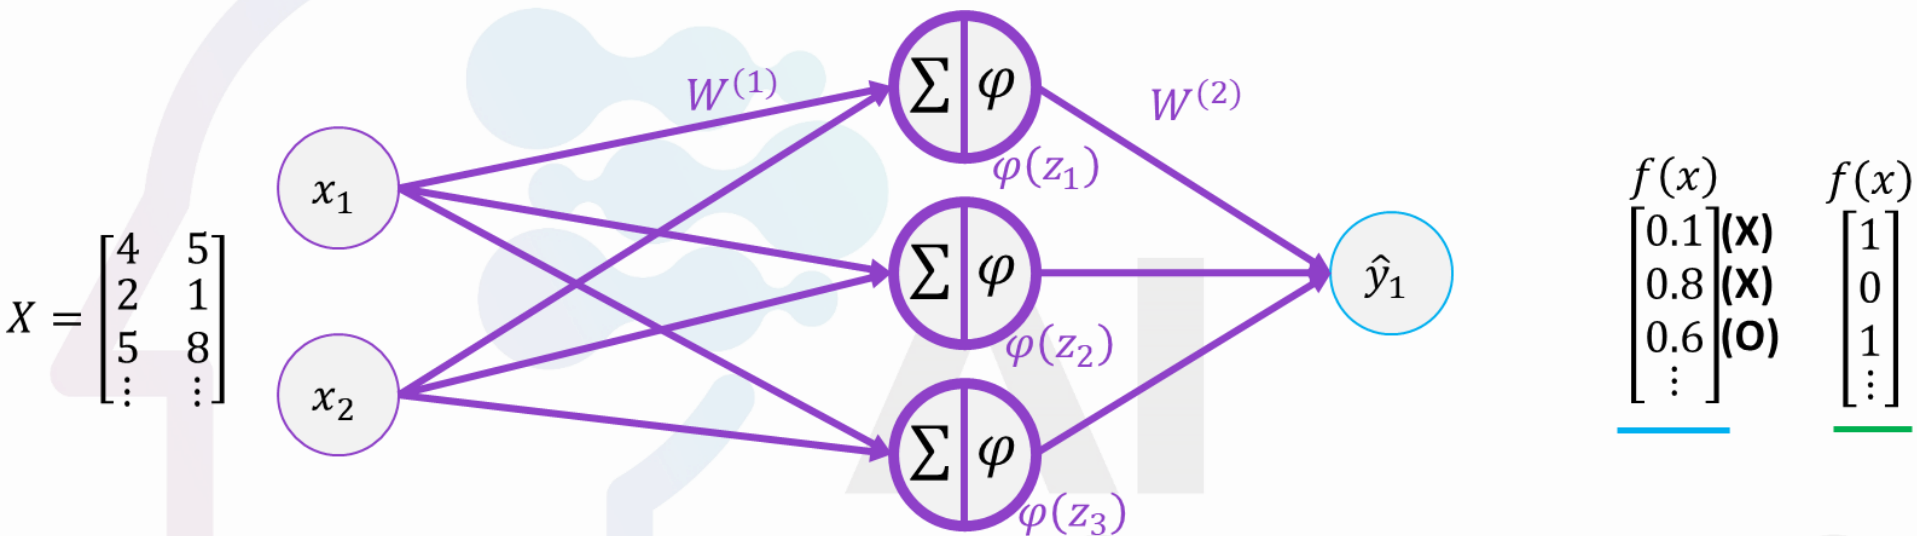 X = [4 5
2 1
5 8
⋮ ⋮]
x₁
x₂
W⁽¹⁾
∑ φ
φ(z₁)
∑ φ
φ(z₂)
∑ φ
φ(z₃)
W⁽²⁾
ŷ₁
f(x)
[0.1] (X)
[0.8] (X)
[0.6] (O)
⋮
f(x)
[1
0
1
⋮]
AI